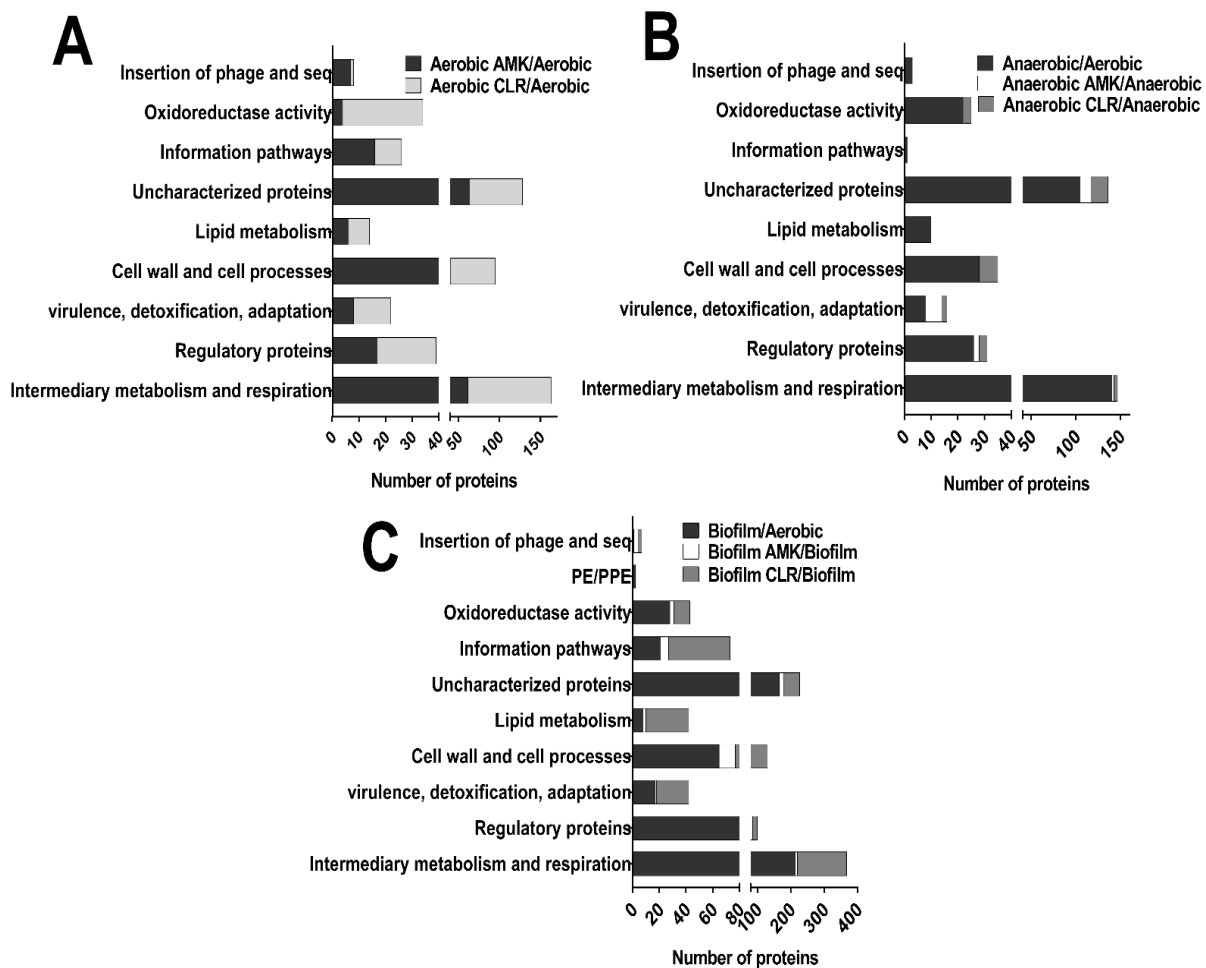 A
Aerobic AMK/Aerobic
Aerobic CLR/Aerobic
Insertion of phage and seq
Oxidoreductase activity
Information pathways
Uncharacterized proteins
Lipid metabolism
Cell wall and cell processes
virulence, detoxification, adaptation
Regulatory proteins
Intermediary metabolism and respiration
0 10 20 30 40 50 100 150
Number of proteins
B
Anaerobic/Aerobic
Anaerobic AMK/Anaerobic
Anaerobic CLR/Anaerobic
Insertion of phage and seq
Oxidoreductase activity
Information pathways
Uncharacterized proteins
Lipid metabolism
Cell wall and cell processes
virulence, detoxification, adaptation
Regulatory proteins
Intermediary metabolism and respiration
0 10 20 30 40 50 100 150
Number of proteins
C
Biofilm/Aerobic
Biofilm AMK/Biofilm
Biofilm CLR/Biofilm
Insertion of phage and seq
PE/PPE
Oxidoreductase activity
Information pathways
Uncharacterized proteins
Lipid metabolism
Cell wall and cell processes
virulence, detoxification, adaptation
Regulatory proteins
Intermediary metabolism and respiration
0 20 40 60 80 100 200 300 400
Number of proteins